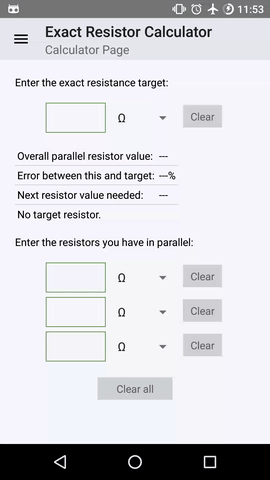 11:53
Exact Resistor Calculator
Calculator Page
Enter the exact resistance target:
Ω Clear
Overall parallel resistor value: ---
Error between this and target: ---%
Next resistor value needed: ---
No target resistor.
Enter the resistors you have in parallel:
Ω Clear
Ω Clear
Ω Clear
Clear all